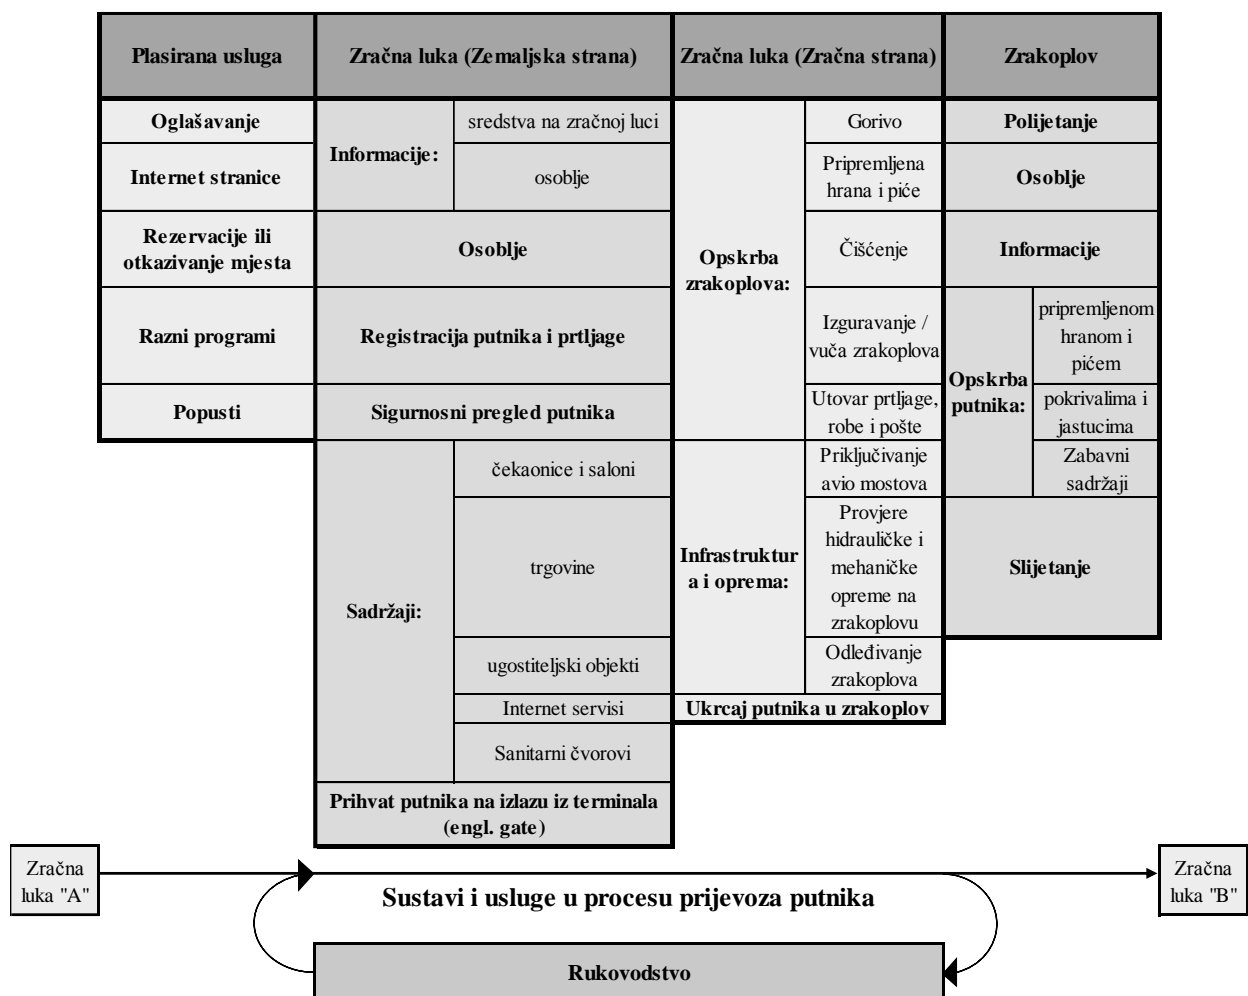 Plasirana usluga
Zračna luka (Zemaljska strana)
Zračna luka (Zračna strana)
Zrakoplov
Oglašavanje
Internet stranice
Rezervacije ili
otkazivanje mjesta
Razni programi
Popusti
Informacije:
sredstva na zračnoj luci
osoblje
Osoblje
Registracija putnika i prtljage
Sigurnosni pregled putnika
Sadržaji:
čekaonice i saloni
trgovine
ugostiteljski objekti
Internet servisi
Sanitarni čvorovi
Prihvat putnika na izlazu iz terminala
(engl. gate)
Opskrba
zrakoplova:
Gorivo
Pripremljena
hrana i piće
Čišćenje
Izguravanje /
vuča zrakoplova
Utovar prtljage,
robe i pošte
Infrastruktur
a i oprema:
Priključivanje
avio mostova
Provjere
hidrauličke i
mehaničke
opreme na
zrakoplovu
Odleđivanje
zrakoplova
Ukrcaj putnika u zrakoplov
Polijetanje
Osoblje
Informacije
Opskrba
putnika:
pripremljenom
hranom i
pićem
pokrivalima i
jastucima
Zabavni
sadržaji
Slijetanje
Zračna
luka "A"
Sustavi i usluge u procesu prijevoza putnika
Zračna
luka "B"
Rukovodstvo